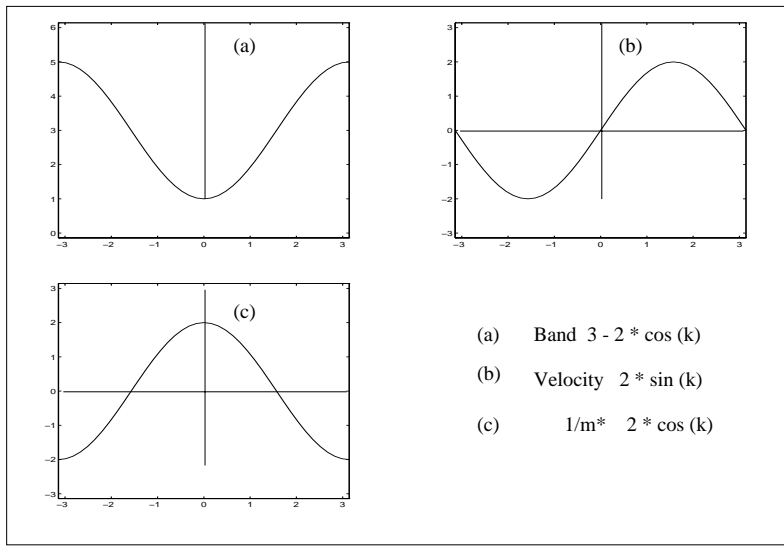 (a)
6
5
4
3
2
1
0
−3 −2 −1 0 1 2 3
(b)
3
2
1
0
−1
−2
−3
−3 −2 −1 0 1 2 3
(c)
3
2
1
0
−1
−2
−3
−3 −2 −1 0 1 2 3
(a) Band 3 - 2 * cos (k)
(b) Velocity 2 * sin (k)
(c) 1/m* 2 * cos (k)